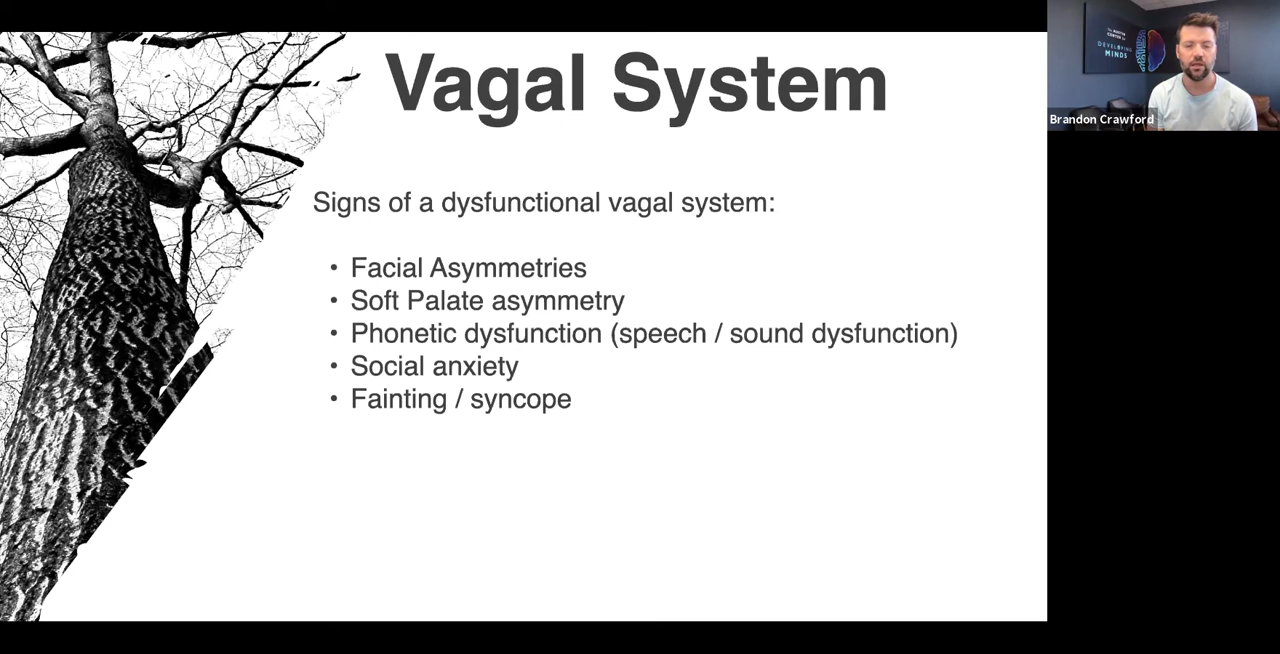 Vagal System
Signs of a dysfunctional vagal system:
• Facial Asymmetries
• Soft Palate asymmetry
• Phonetic dysfunction (speech / sound dysfunction)
• Social anxiety
• Fainting / syncope
DEVELOPING
MINDS
Brandon Crawford